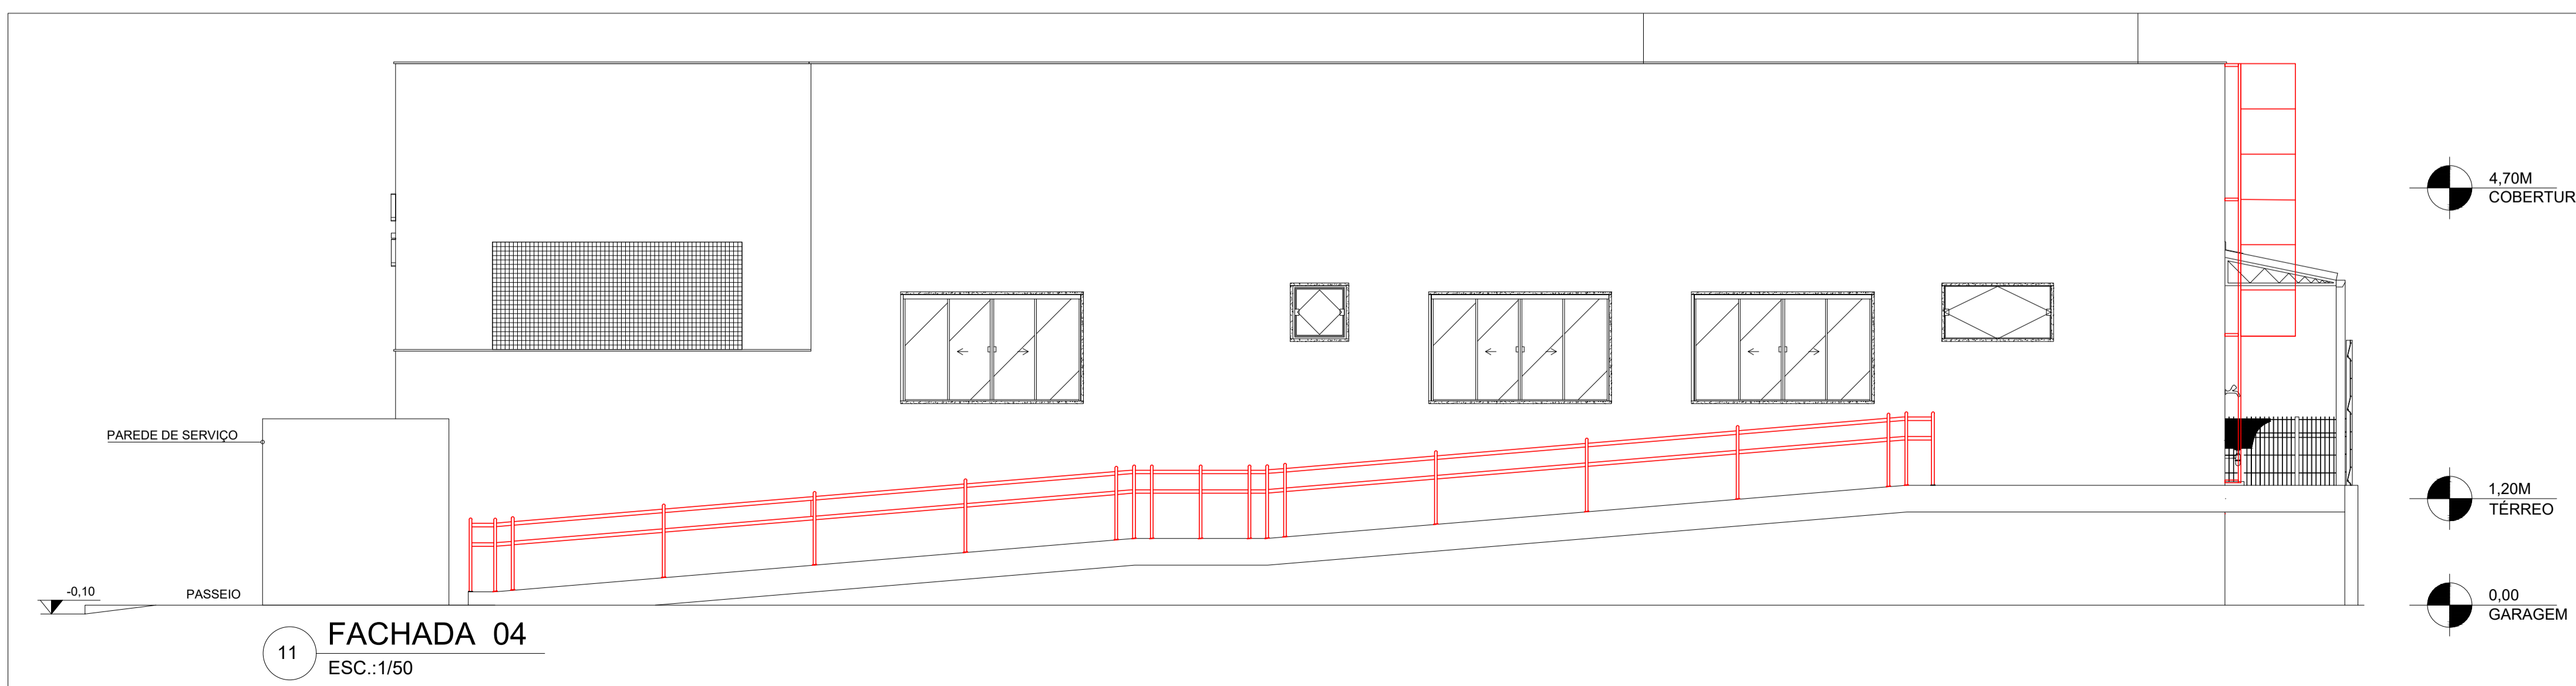 4,70M
COBERTUR
PAREDE DE SERVIÇO
1,20M
TÉRREO
-0,10
PASSEIO
0,00
GARAGEM
11
FACHADA 04
ESC.:1/50